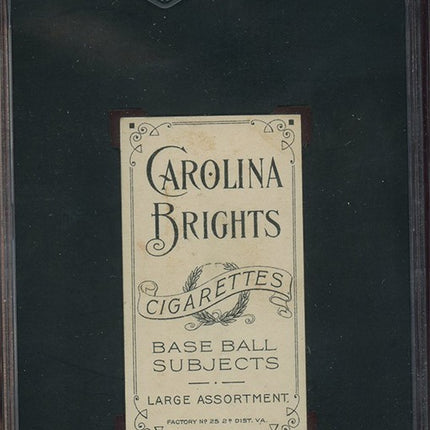 CAROLINA
BRIGHTS
CIGARETTES
BASE BALL
SUBJECTS
LARGE ASSORTMENT.
FACTORY Nº 25 2ᴰ DIST. VA.